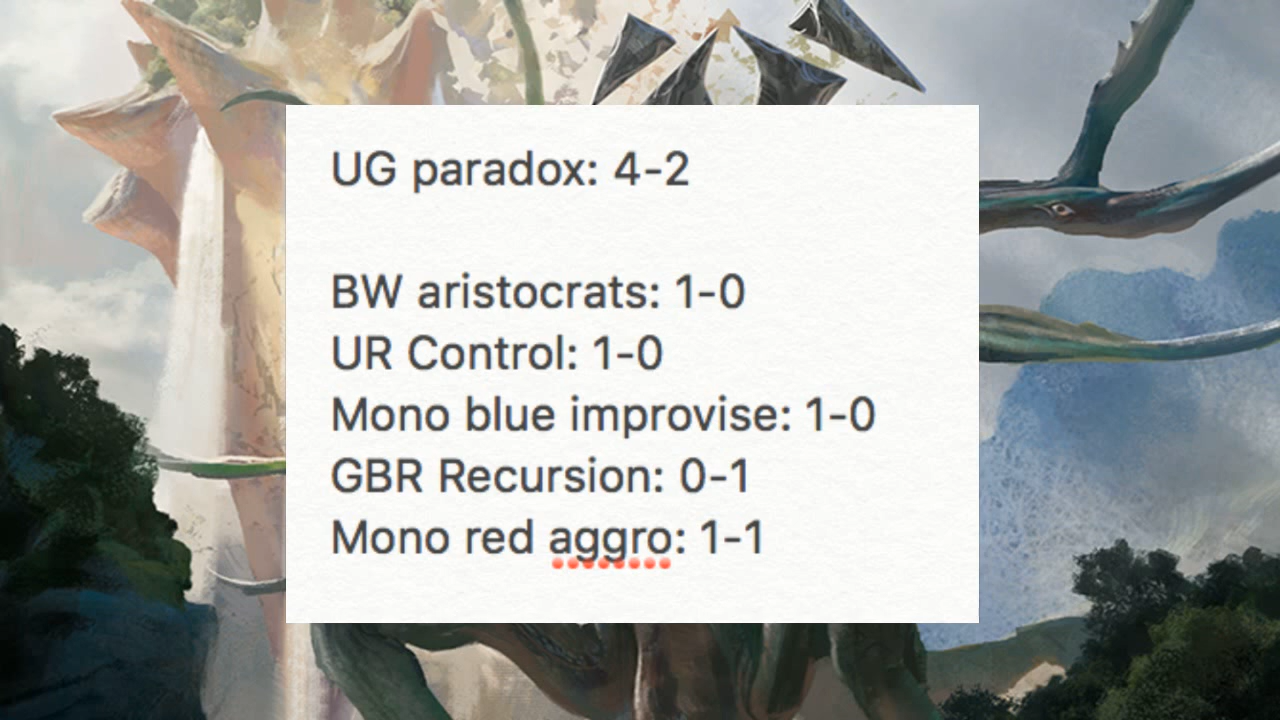 UG paradox: 4-2
BW aristocrats: 1-0
UR Control: 1-0
Mono blue improvise: 1-0
GBR Recursion: 0-1
Mono red aggro: 1-1